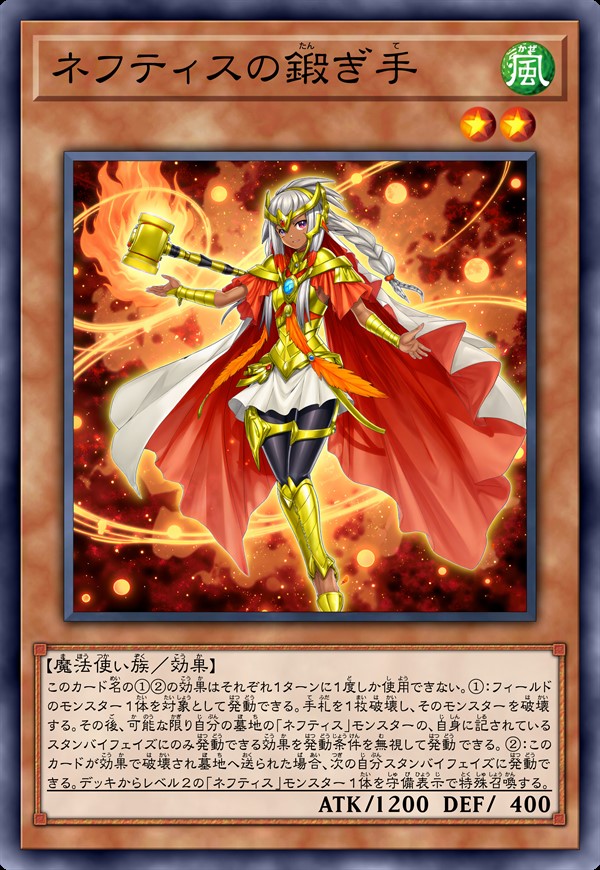 ネフティスの鍛ぎ手
風
【魔法使い族／効果】
このカード名の①②の効果はそれぞれ1ターンに1度しか使用できない。①：フィールド
のモンスター1体を対象として発動できる。手札を1枚破壊し、そのモンスターを破壊
する。その後、可能な限り自分の墓地の「ネフティス」モンスターの、自身に記されている
スタンバイフェイズにのみ発動できる効果を発動条件を無視して発動できる。②：この
カードが効果で破壊され墓地へ送られた場合、次の自分スタンバイフェイズに発動で
きる。デッキからレベル2の「ネフティス」モンスター1体を守備表示で特殊召喚する。
ATK/1200 DEF/ 400